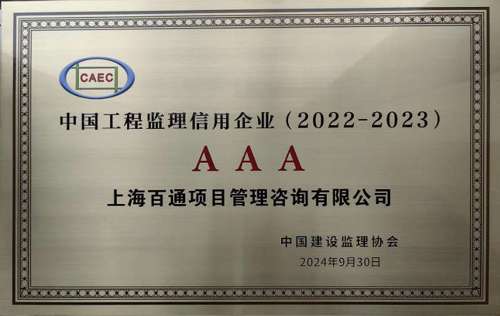 CAEC
中国工程监理信用企业（2022-2023）
AAA
上海百通项目管理咨询有限公司
中国建设监理协会
2024年9月30日